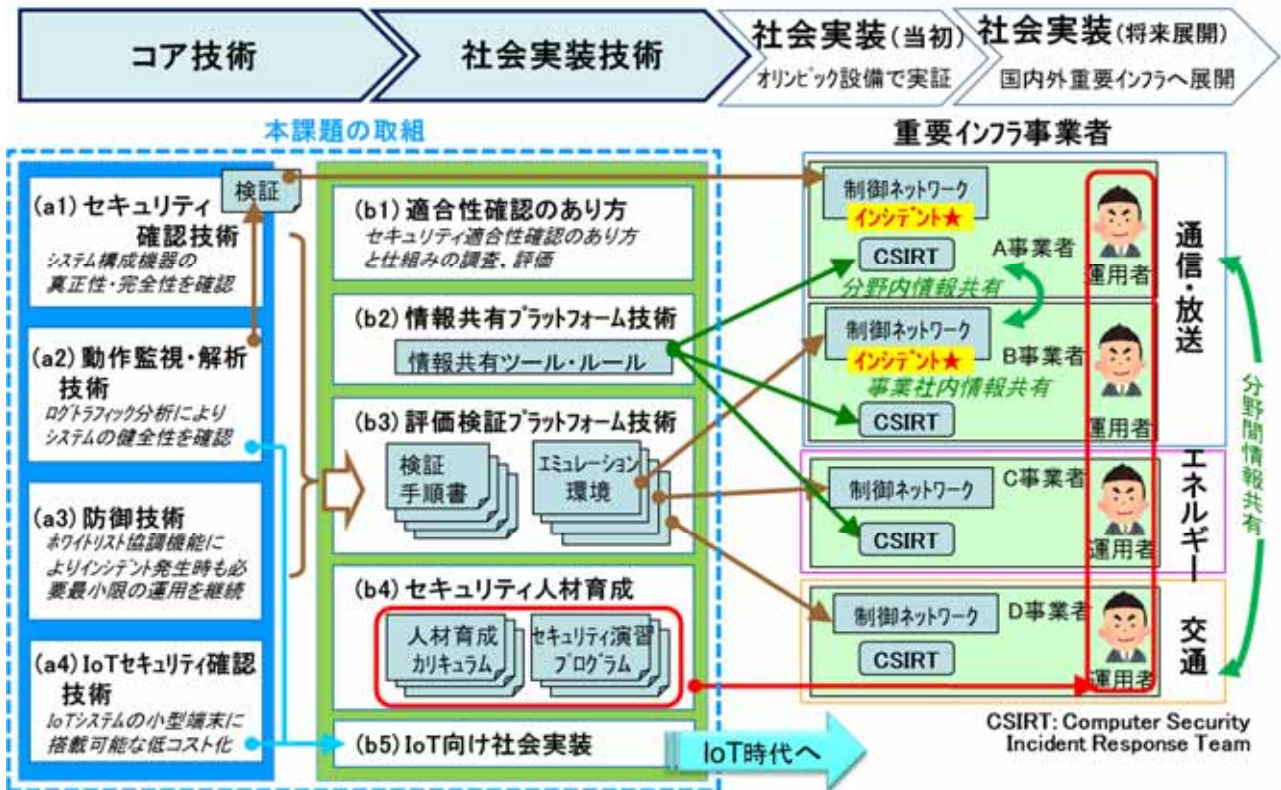 コア技術
社会実装技術
社会実装(当初)
オリンピック設備で実証
社会実装(将来展開)
国内外重要インフラへ展開
本課題の取組
重要インフラ事業者
(a1)セキュリティ
確認技術
システム構成機器の
真正性・完全性を確認
検証
(a2)動作監視・解析
技術
ログトラフィック分析により
システムの健全性を確認
(a3)防御技術
ホワイトリスト協調機能に
よりインシデント発生時も必
要最小限の運用を継続
(a4)IoTセキュリティ確認
技術
IoTシステムの小型端末に
搭載可能な低コスト化
(b1)適合性確認のあり方
セキュリティ適合性確認のあり方
と仕組みの調査、評価
(b2)情報共有プラットフォーム技術
情報共有ツール・ルール
(b3)評価検証プラットフォーム技術
検証
手順書
エミュレーション
環境
(b4)セキュリティ人材育成
人材育成
カリキュラム
セキュリティ演習
プログラム
(b5)IoT向け社会実装
IoT時代へ
制御ネットワーク
インシデント★
CSIRT
A事業者
運用者
分野内情報共有
制御ネットワーク
インシデント★
B事業者
事業社内情報共有
CSIRT
運用者
通信・放送
制御ネットワーク
C事業者
CSIRT
運用者
エネルギー
制御ネットワーク
D事業者
CSIRT
運用者
交通
分野間情報共有
CSIRT: Computer Security
Incident Response Team